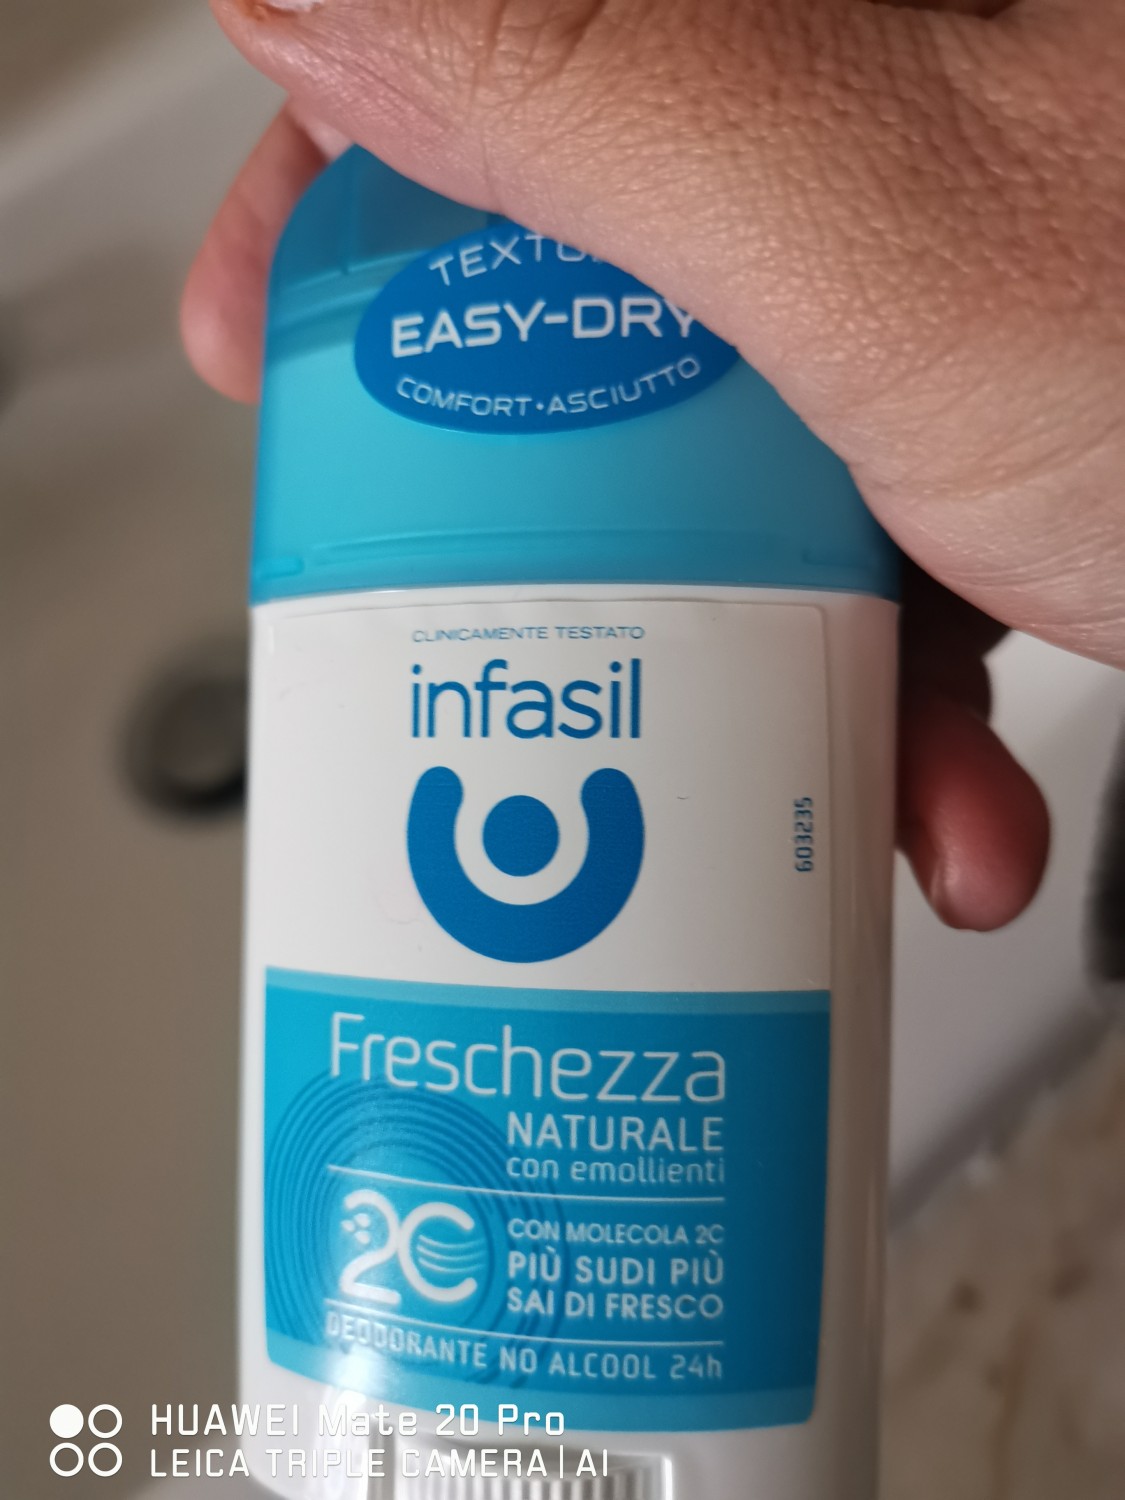 EASY-DRY
COMFORT•ASCIUTTO
CLINICAMENTE TESTATO
infasil
603235
Freschezza
NATURALE
con emollienti
2C
CON MOLECOLA 2C
PIÙ SUDI PIÙ
SAI DI FRESCO
DEODORANTE NO ALCOOL 24h
HUAWEI Mate 20 Pro
LEICA TRIPLE CAMERA|AI